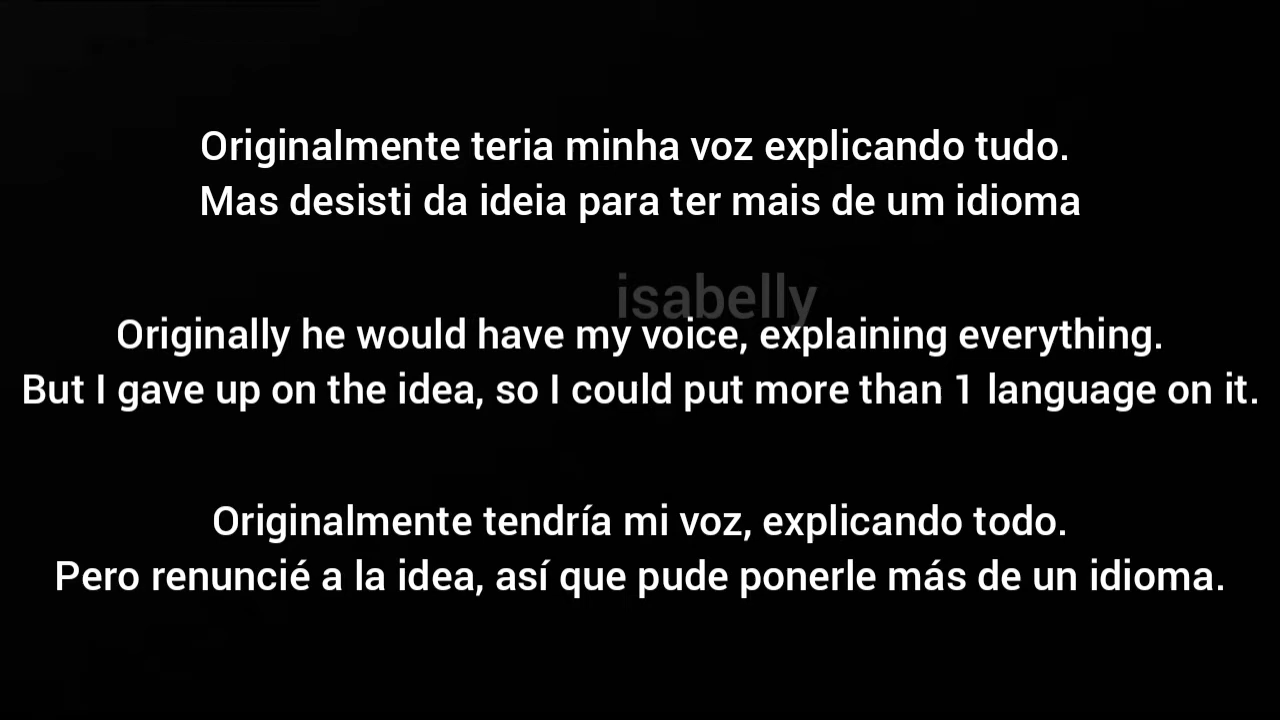 Originalmente teria minha voz explicando tudo.
Mas desisti da ideia para ter mais de um idioma
isabelly
Originally he would have my voice, explaining everything.
But I gave up on the idea, so I could put more than 1 language on it.
Originalmente tendría mi voz, explicando todo.
Pero renuncié a la idea, así que pude ponerle más de un idioma.